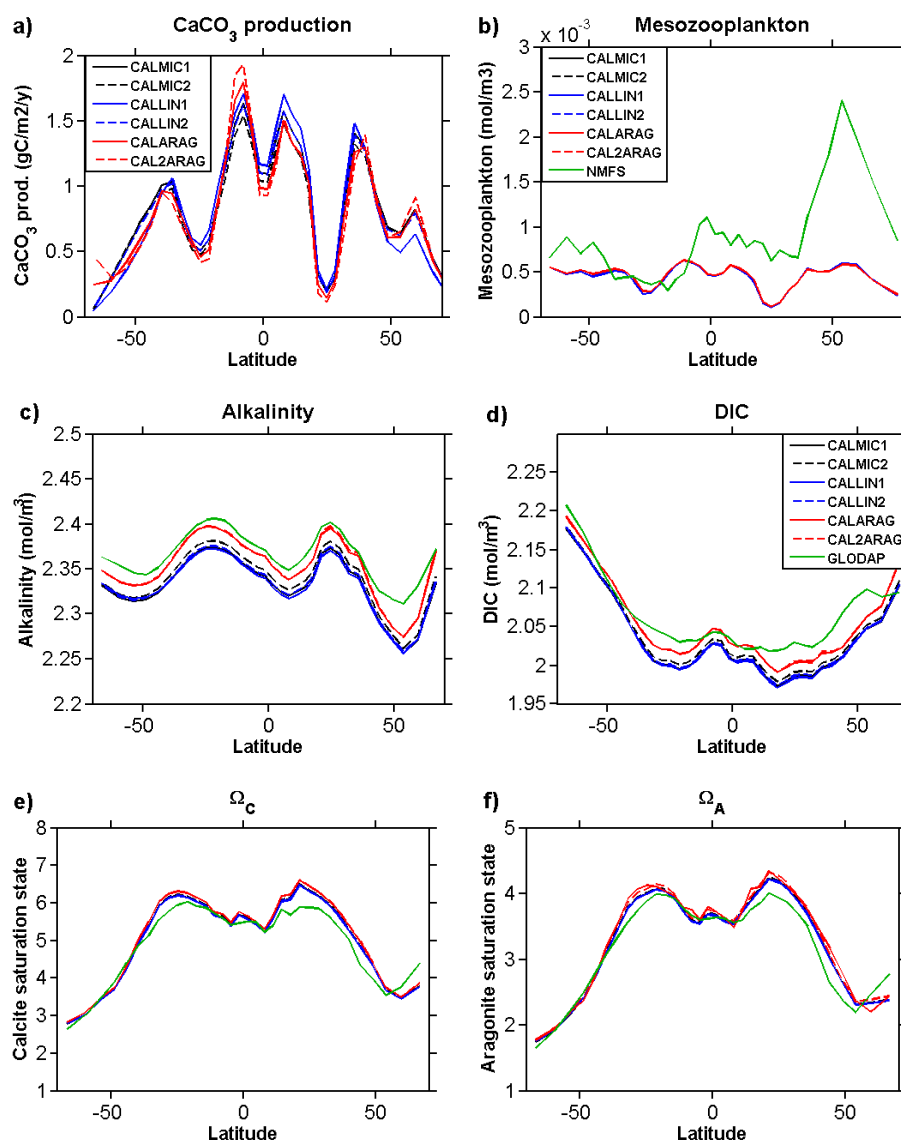 a) CaCO3 production
2
1.5
1
0.5
0
CaCO3 prod. (gC/m2/y)
CALMIC1
CALMIC2
CALLIN1
CALLIN2
CALARAG
CAL2ARAG
-50 0 50
Latitude
b) Mesozooplankton
x 10-3
3
2.5
2
1.5
1
0.5
0
Mesozooplankton (mol/m3)
CALMIC1
CALMIC2
CALLIN1
CALLIN2
CALARAG
CAL2ARAG
NMFS
-50 0 50
Latitude
c) Alkalinity
2.5
2.45
2.4
2.35
2.3
2.25
2.2
Alkalinity (mol/m3)
-50 0 50
Latitude
d) DIC
2.25
2.2
2.15
2.1
2.05
2
1.95
DIC (mol/m3)
CALMIC1
CALMIC2
CALLIN1
CALLIN2
CALARAG
CAL2ARAG
GLODAP
-50 0 50
Latitude
e) ΩC
8
7
6
5
4
3
2
1
Calcite saturation state
-50 0 50
Latitude
f) ΩA
5
4
3
2
1
Aragonite saturation state
-50 0 50
Latitude